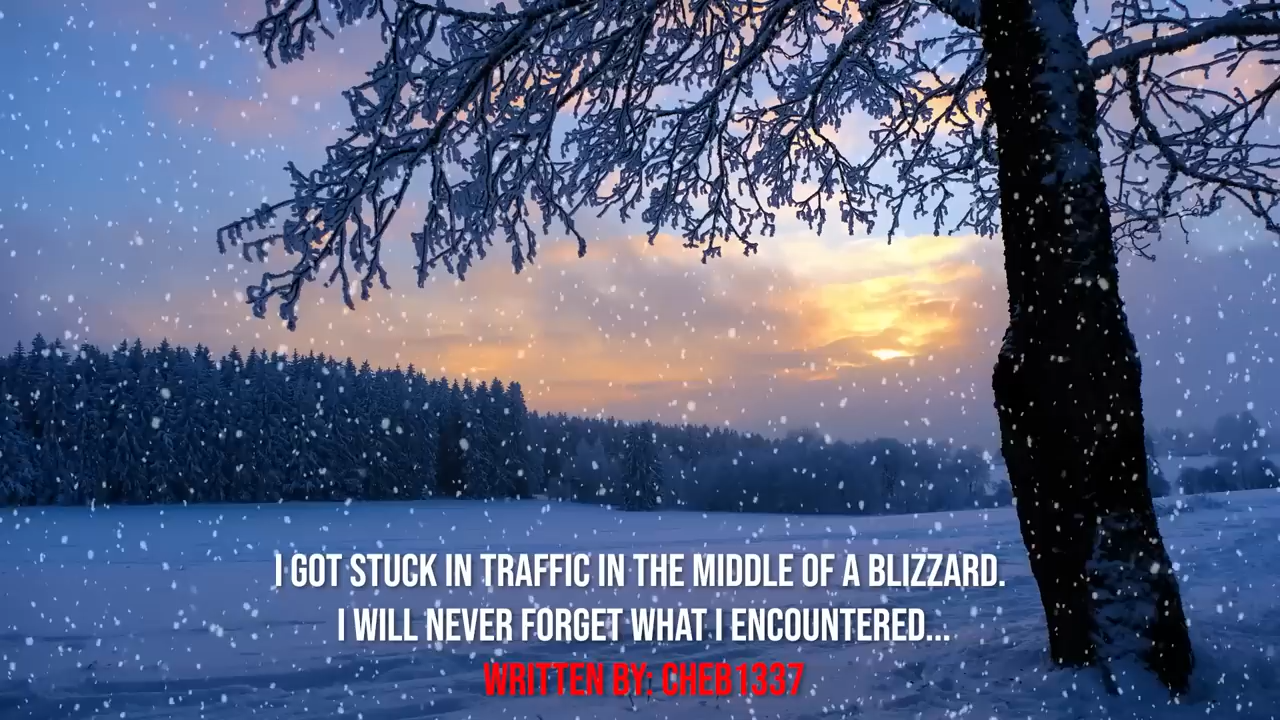 I GOT STUCK IN TRAFFIC IN THE MIDDLE OF A BLIZZARD.
I WILL NEVER FORGET WHAT I ENCOUNTERED...
WRITTEN BY: CHEB1337